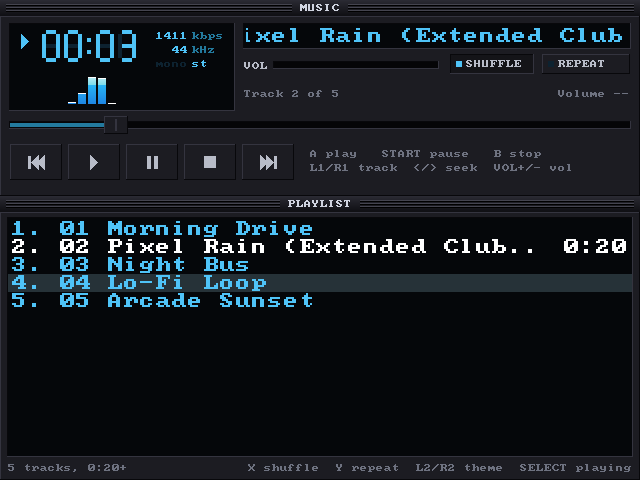 MUSIC
00:03
1411 kbps
44 kHz
mono st
ixel Rain (Extended Club
VOL
SHUFFLE
REPEAT
Track 2 of 5
Volume --
A play START pause B stop
L1/R1 track </> seek VOL+/- vol
PLAYLIST
1. 01 Morning Drive
2. 02 Pixel Rain (Extended Club.. 0:20
3. 03 Night Bus
4. 04 Lo-Fi Loop
5. 05 Arcade Sunset
5 tracks, 0:20+
X shuffle Y repeat L2/R2 theme SELECT playing